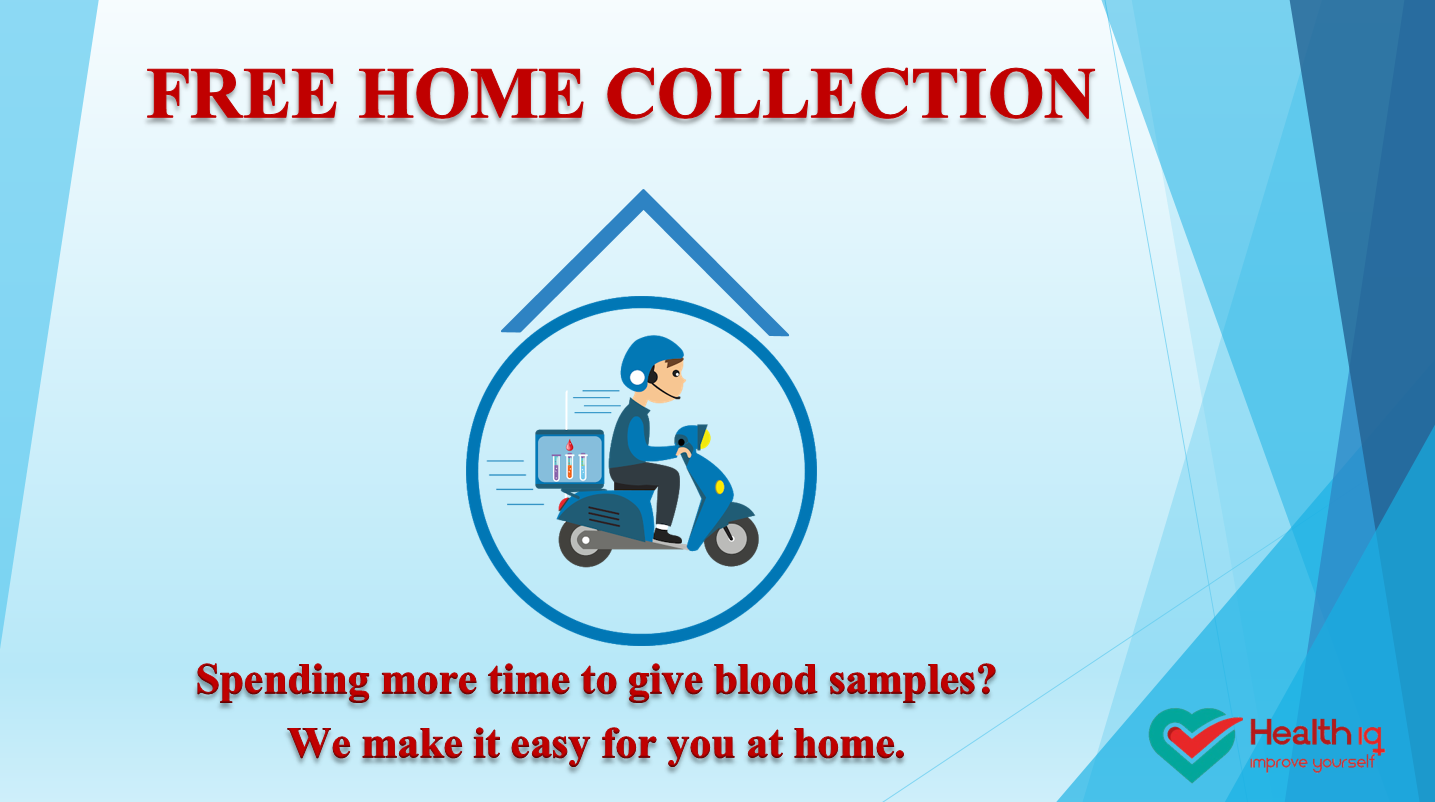 FREE HOME COLLECTION
Spending more time to give blood samples?
We make it easy for you at home.
Health iq
improve yourself